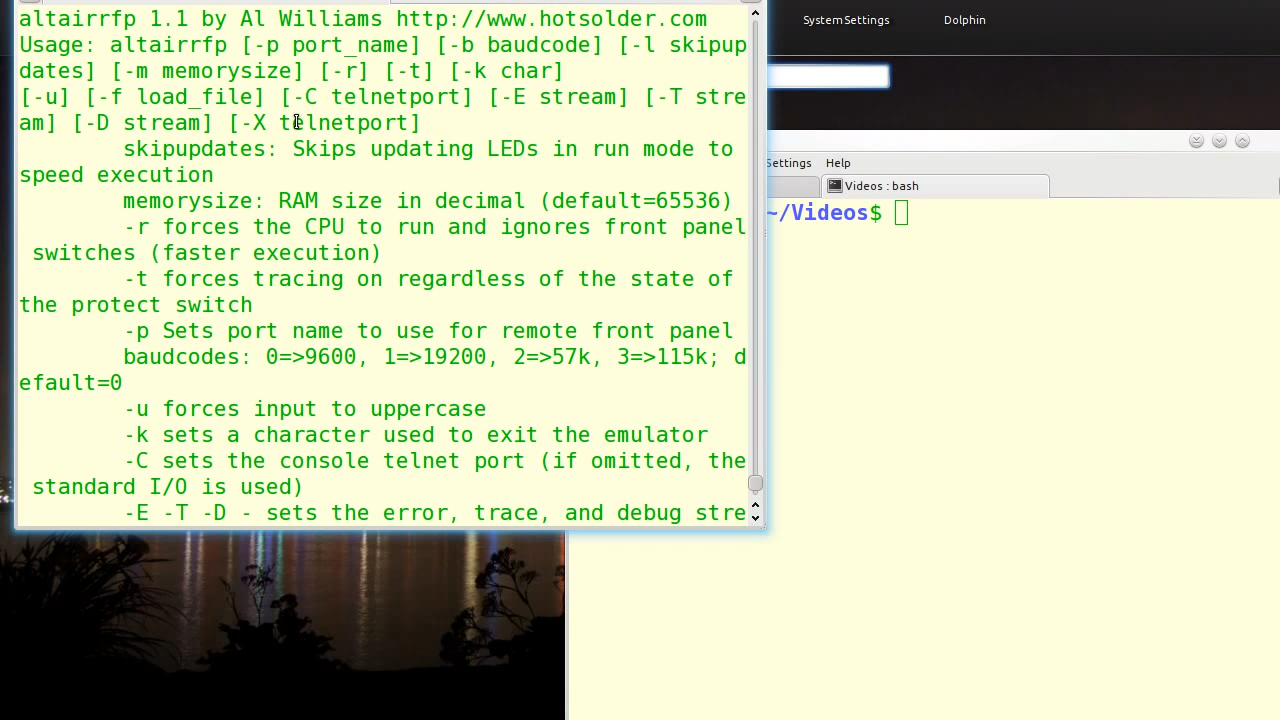 SystemSettings Dolphin
altairrfp 1.1 by Al Williams http://www.hotsolder.com
Usage: altairrfp [-p port_name] [-b baudcode] [-l skipup
dates] [-m memorysize] [-r] [-t] [-k char]
[-u] [-f load_file] [-C telnetport] [-E stream] [-T stre
am] [-D stream] [-X telnetport]
skipupdates: Skips updating LEDs in run mode to
speed execution
memorysize: RAM size in decimal (default=65536)
-r forces the CPU to run and ignores front panel
switches (faster execution)
-t forces tracing on regardless of the state of
the protect switch
-p Sets port name to use for remote front panel
baudcodes: 0=>9600, 1=>19200, 2=>57k, 3=>115k; d
efault=0
-u forces input to uppercase
-k sets a character used to exit the emulator
-C sets the console telnet port (if omitted, the
standard I/O is used)
-E -T -D - sets the error, trace, and debug stre
Settings Help
Videos : bash
~/Videos$